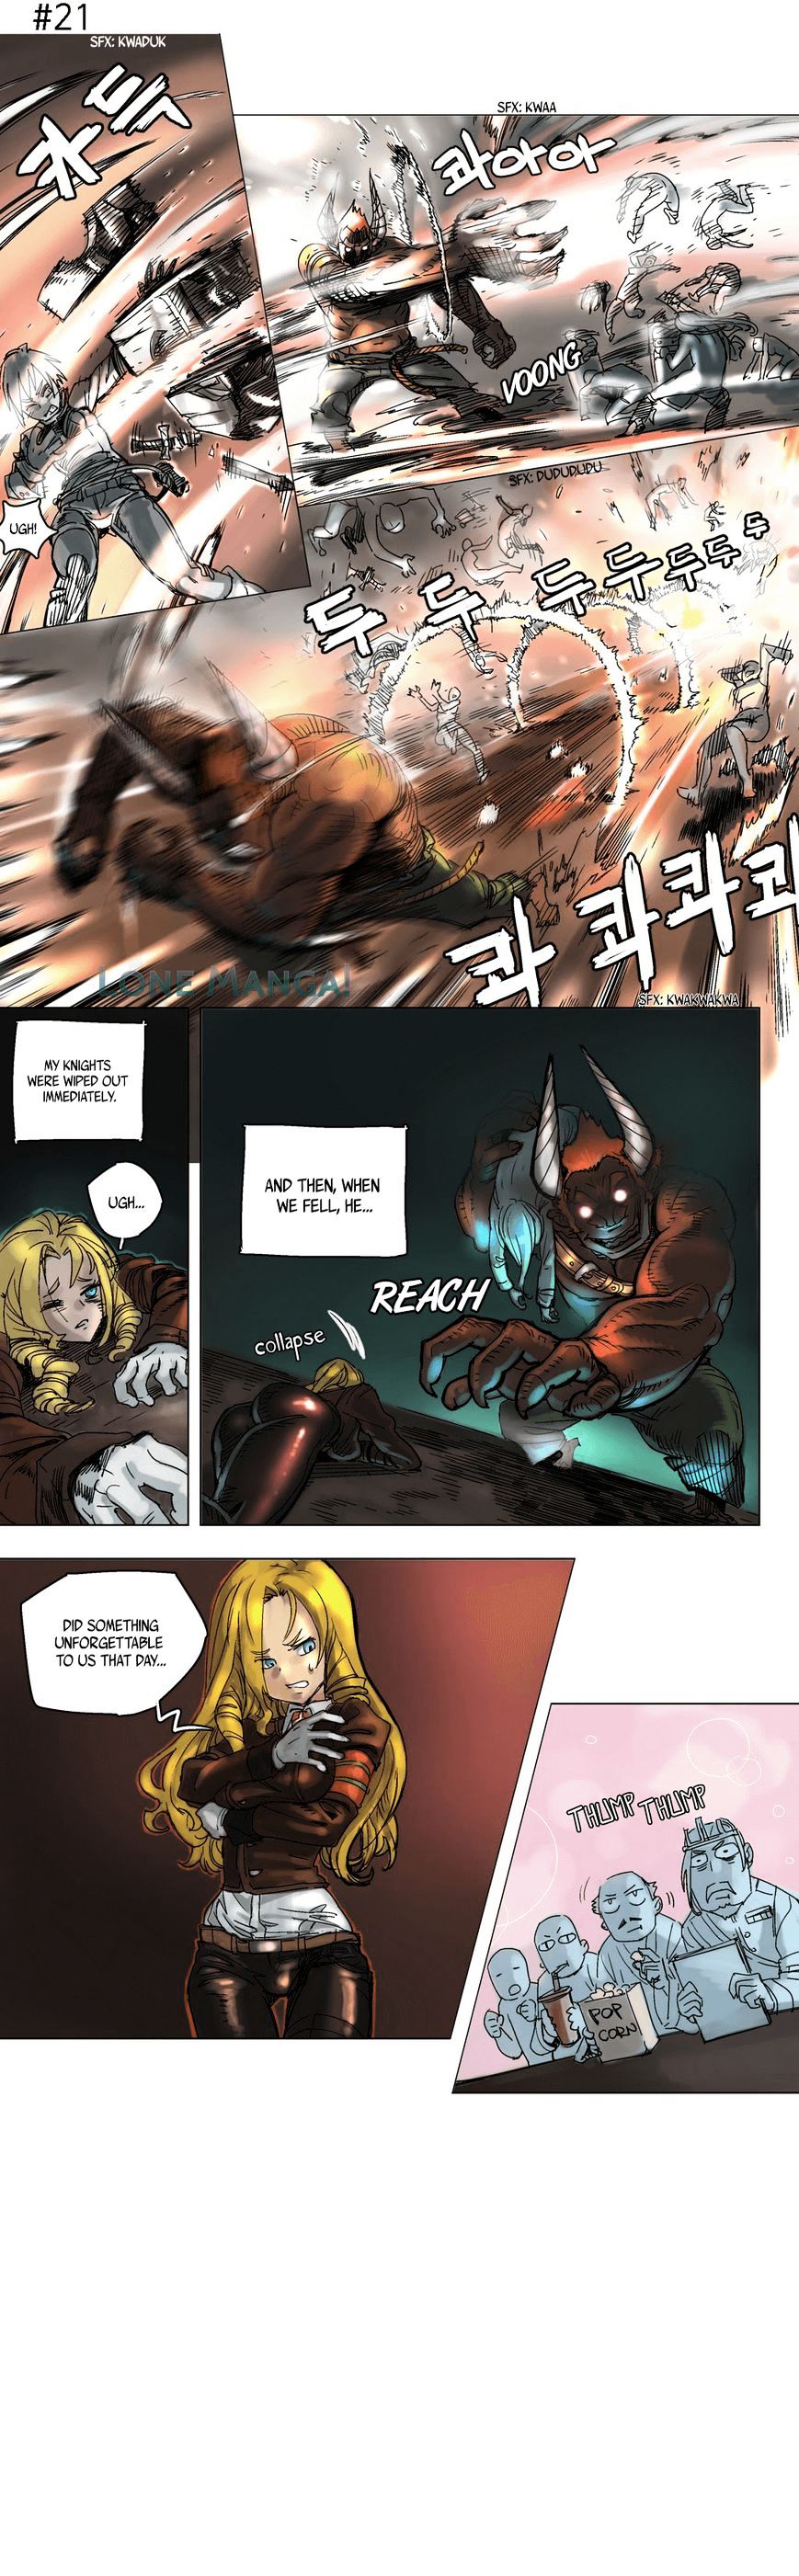 #21
SFX: KWADUK
콰득
SFX: KWAA
콰아아
VOONG
UGH!
SFX: DUDUDUDU
두 두 두두두두두
콰 콰콰콰
SFX: KWAKWAKWA
LONE MANGA!
MY KNIGHTS
WERE WIPED OUT
IMMEDIATELY.
UGH...
AND THEN, WHEN
WE FELL, HE...
REACH
collapse
DID SOMETHING
UNFORGETTABLE
TO US THAT DAY...
THUMP THUMP
POP
CORN